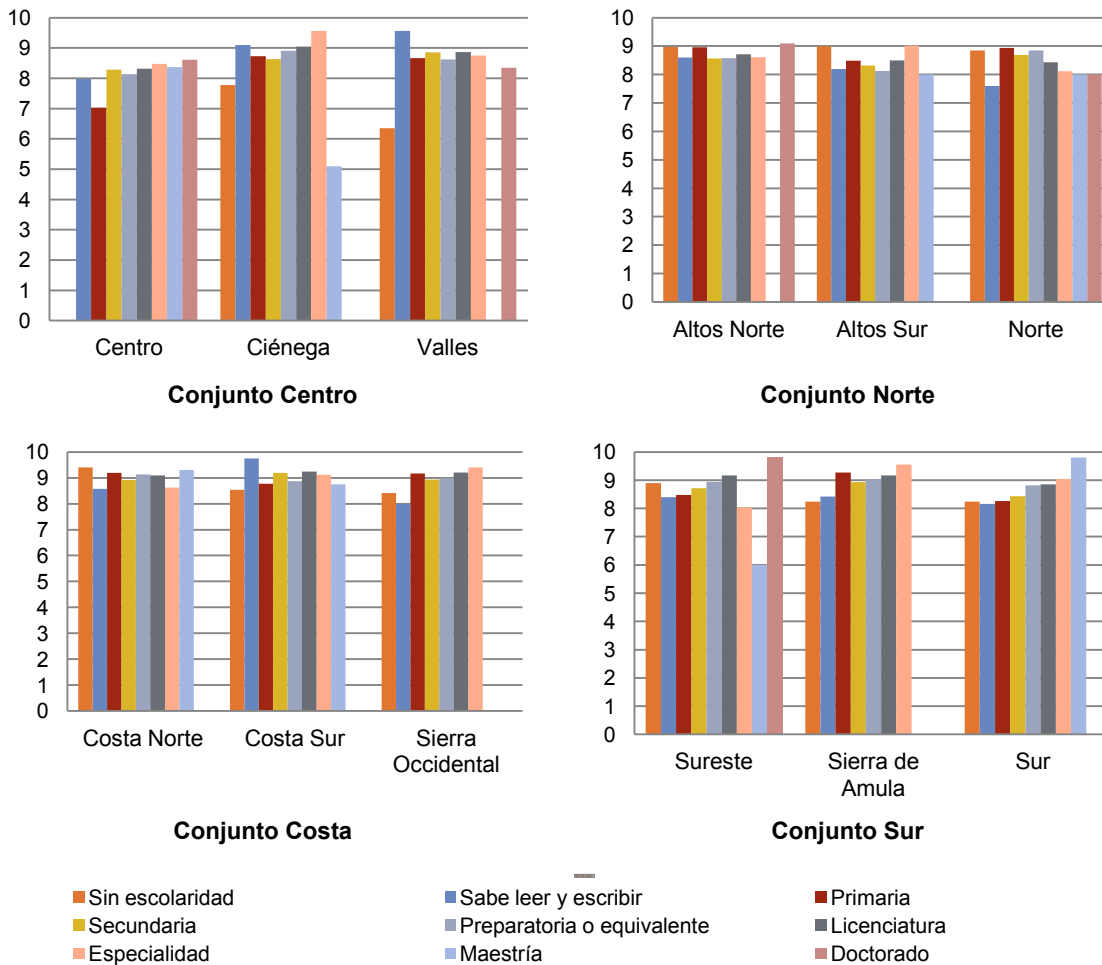 10
9
8
7
6
5
4
3
2
1
0
Centro
Ciénega
Valles
Conjunto Centro
10
9
8
7
6
5
4
3
2
1
0
Altos Norte
Altos Sur
Norte
Conjunto Norte
10
9
8
7
6
5
4
3
2
1
0
Costa Norte
Costa Sur
Sierra
Occidental
Conjunto Costa
10
9
8
7
6
5
4
3
2
1
0
Sureste
Sierra de
Amula
Sur
Conjunto Sur
Sin escolaridad
Sabe leer y escribir
Primaria
Secundaria
Preparatoria o equivalente
Licenciatura
Especialidad
Maestría
Doctorado